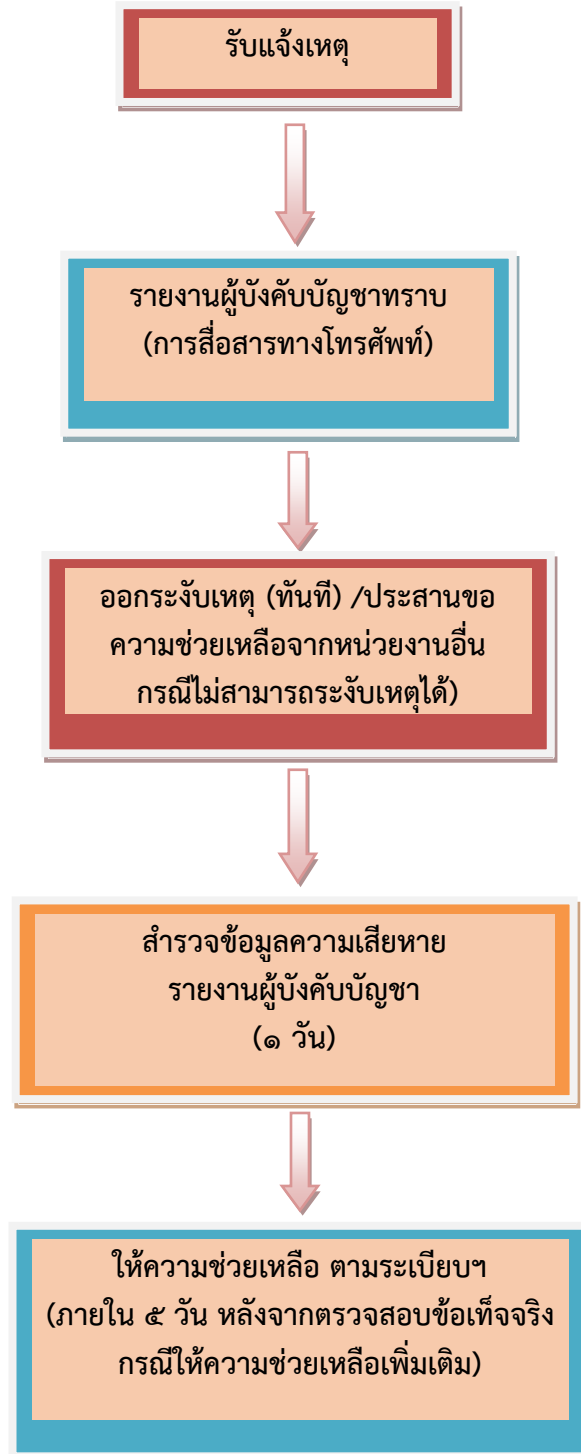 รับแจ้งเหตุ
รายงานผู้บังคับบัญชาทราบ
(การสื่อสารทางโทรศัพท์)
ออกระงับเหตุ (ทันที) /ประสานขอ
ความช่วยเหลือจากหน่วยงานอื่น
กรณีไม่สามารถระงับเหตุได้)
สำรวจข้อมูลความเสียหาย
รายงานผู้บังคับบัญชา
(๑ วัน)
ให้ความช่วยเหลือ ตามระเบียบฯ
(ภายใน ๕ วัน หลังจากตรวจสอบข้อเท็จจริง
กรณีให้ความช่วยเหลือเพิ่มเติม)